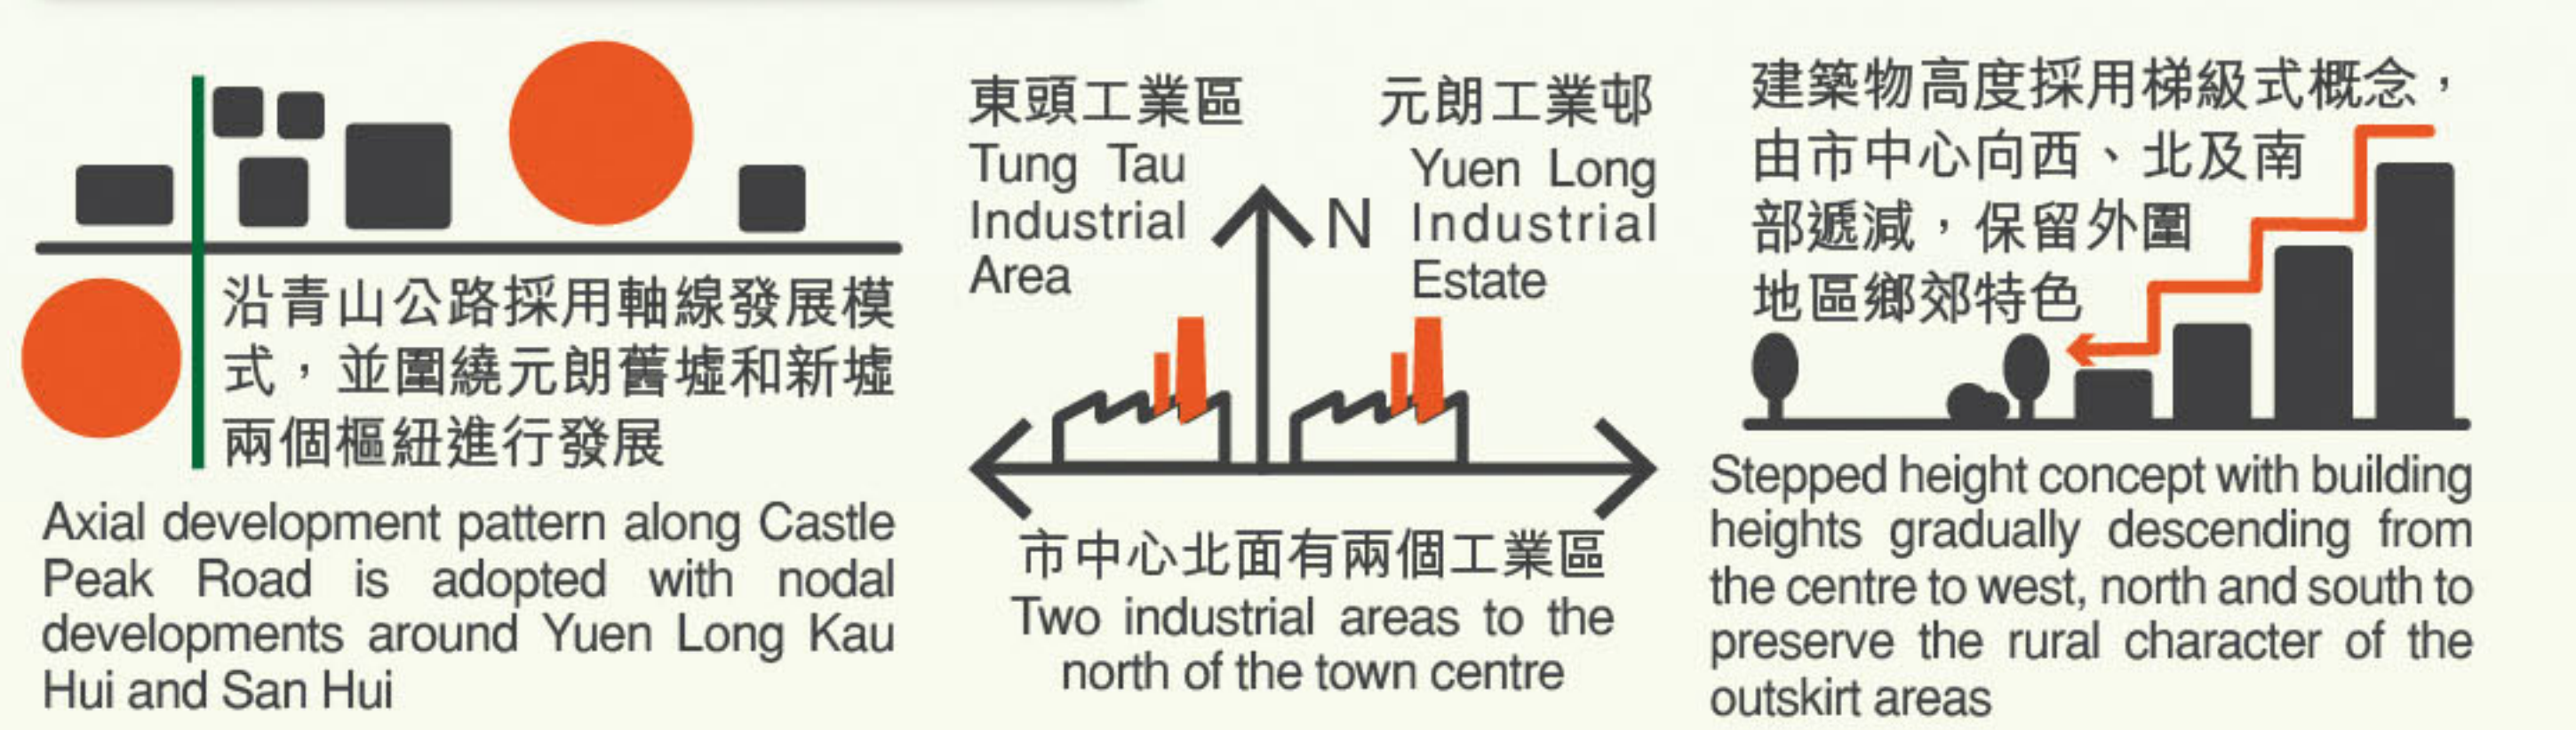 沿青山公路採用軸線發展模
式，並圍繞元朗舊墟和新墟
兩個樞紐進行發展
Axial development pattern along Castle
Peak Road is adopted with nodal
developments around Yuen Long Kau
Hui and San Hui
東頭工業區
Tung Tau
Industrial
Area
N
元朗工業邨
Yuen Long
Industrial
Estate
市中心北面有兩個工業區
Two industrial areas to the
north of the town centre
建築物高度採用梯級式概念，
由市中心向西、北及南
部遞減，保留外圍
地區鄉郊特色
Stepped height concept with building
heights gradually descending from
the centre to west, north and south to
preserve the rural character of the
outskirt areas